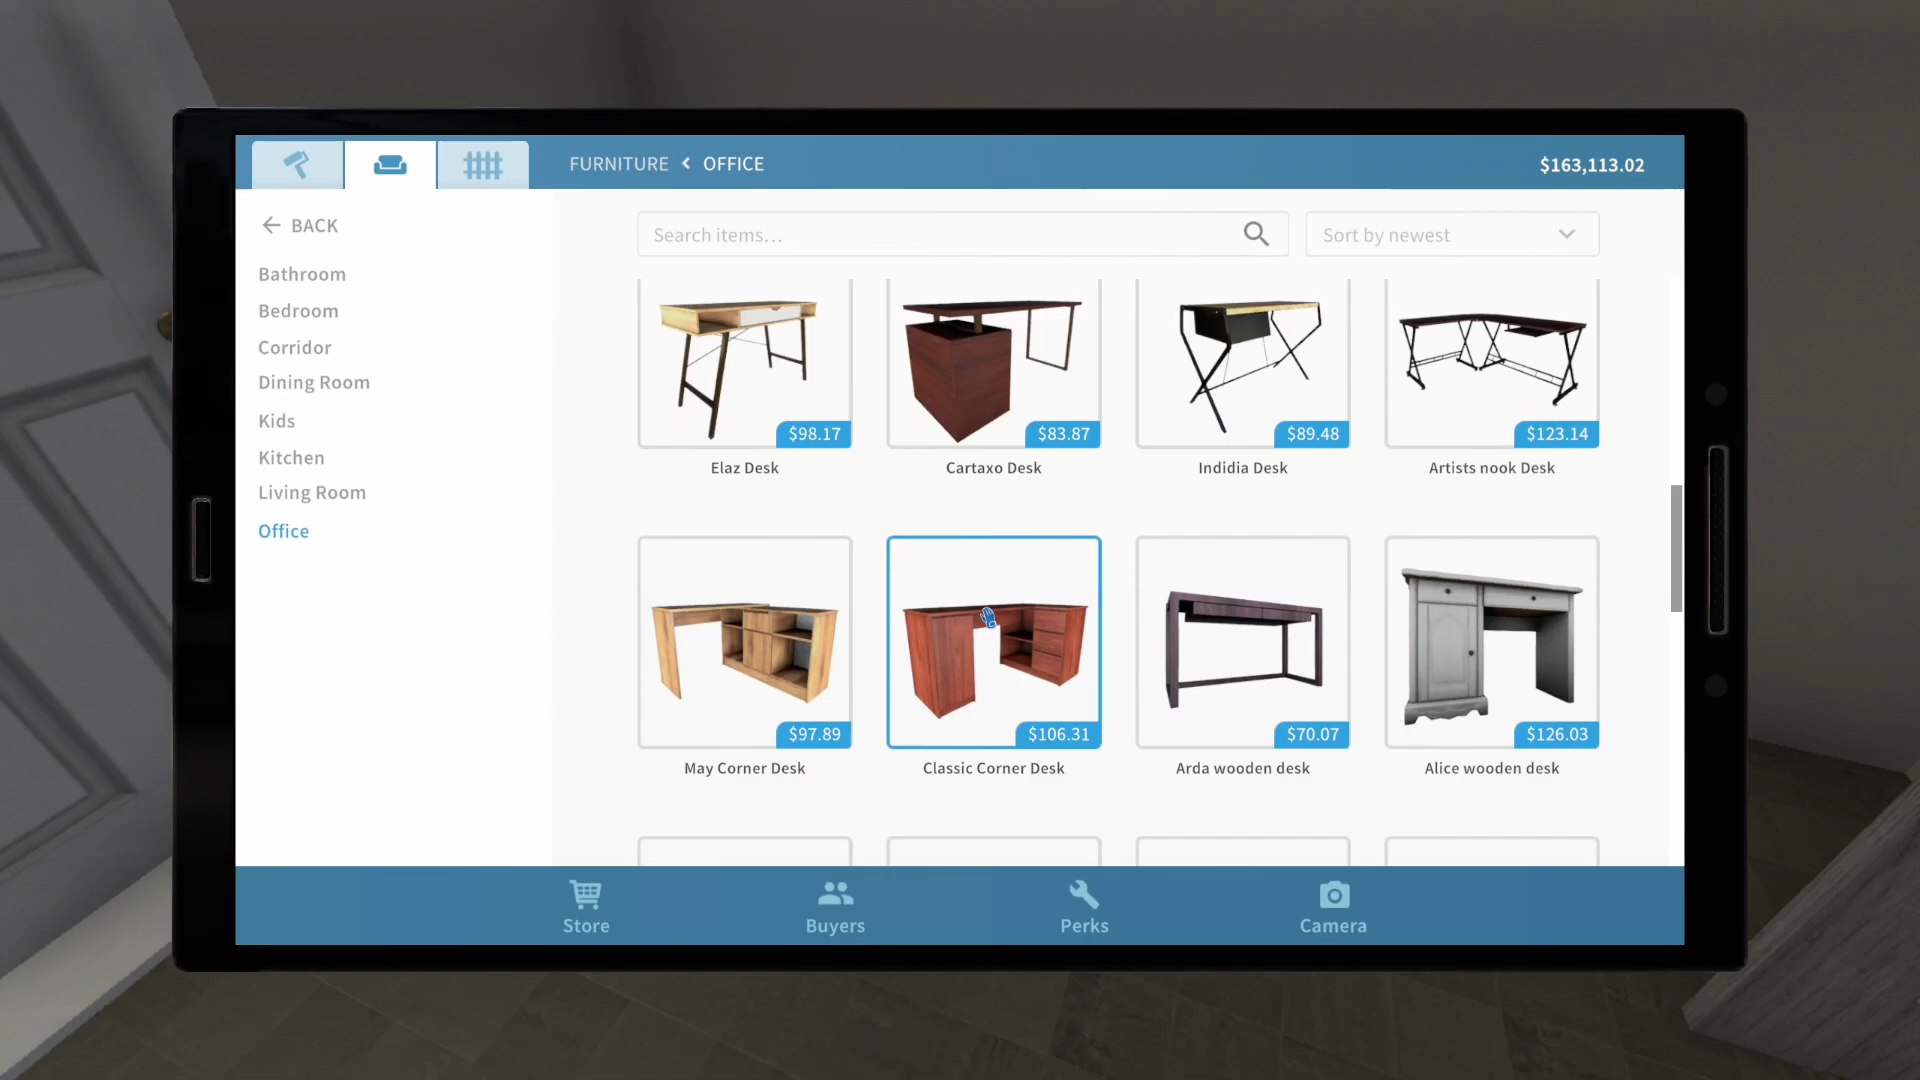 FURNITURE < OFFICE
$163,113.02
BACK
Search items...
Sort by newest
Bathroom
Bedroom
Corridor
Dining Room
Kids
Kitchen
Living Room
Office
$98.17
$83.87
$89.48
$123.14
Elaz Desk
Cartaxo Desk
Indidia Desk
Artists nook Desk
$97.89
$106.31
$70.07
$126.03
May Corner Desk
Classic Corner Desk
Arda wooden desk
Alice wooden desk
Store
Buyers
Perks
Camera